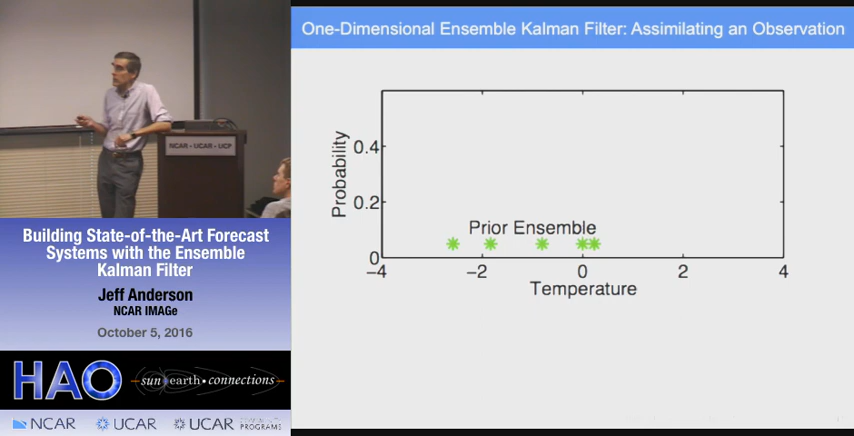 One-Dimensional Ensemble Kalman Filter: Assimilating an Observation
NCAR • UCAR • UCP
Building State-of-the-Art Forecast
Systems with the Ensemble
Kalman Filter
Jeff Anderson
NCAR IMAGe
October 5, 2016
HAO
sun earth • connections
NCAR UCAR UCAR
PROGRAMS
Probability
0.4
0.2
0
Prior Ensemble
−4 −2 0 2 4
Temperature